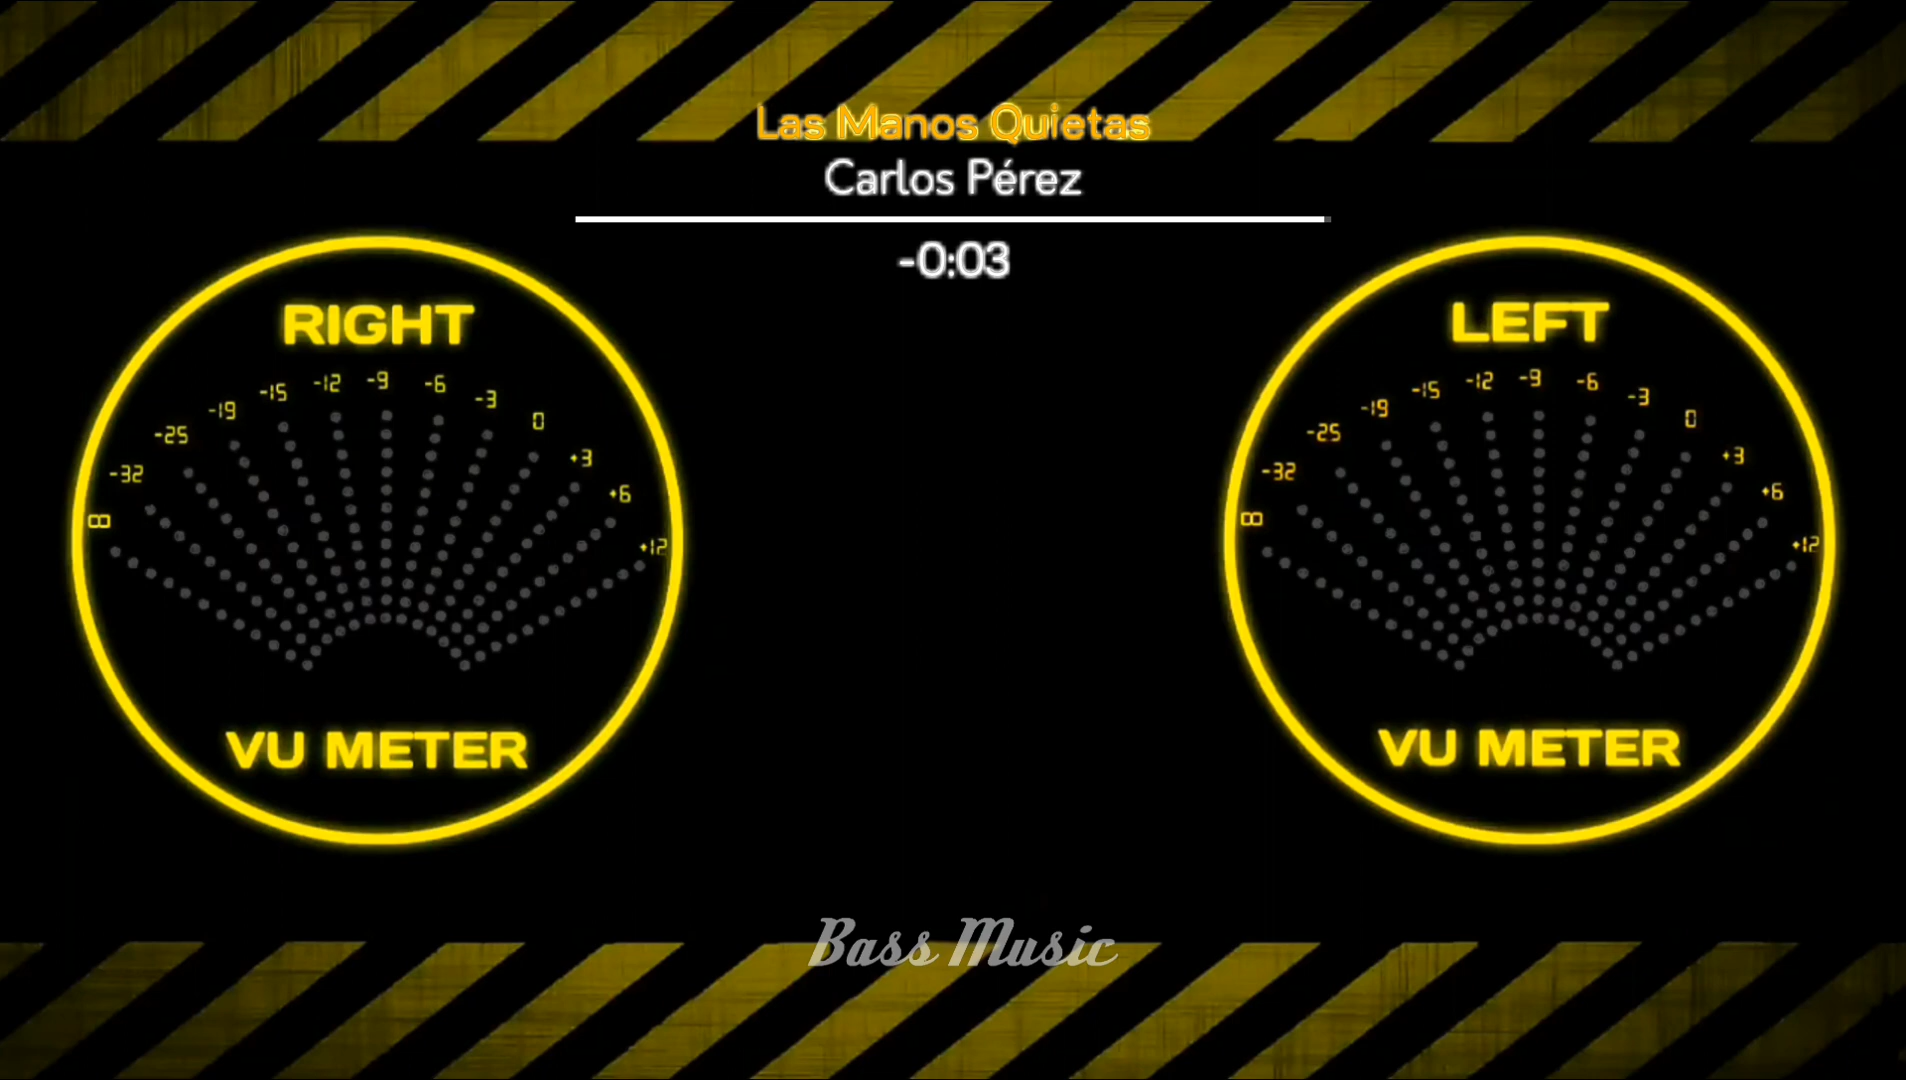 Las Manos Quietas
Carlos Pérez
-0:03
RIGHT
∞ -32 -25 -19 -15 -12 -9 -6 -3 0 +3 +6 +12
VU METER
LEFT
∞ -32 -25 -19 -15 -12 -9 -6 -3 0 +3 +6 +12
VU METER
Bass Music